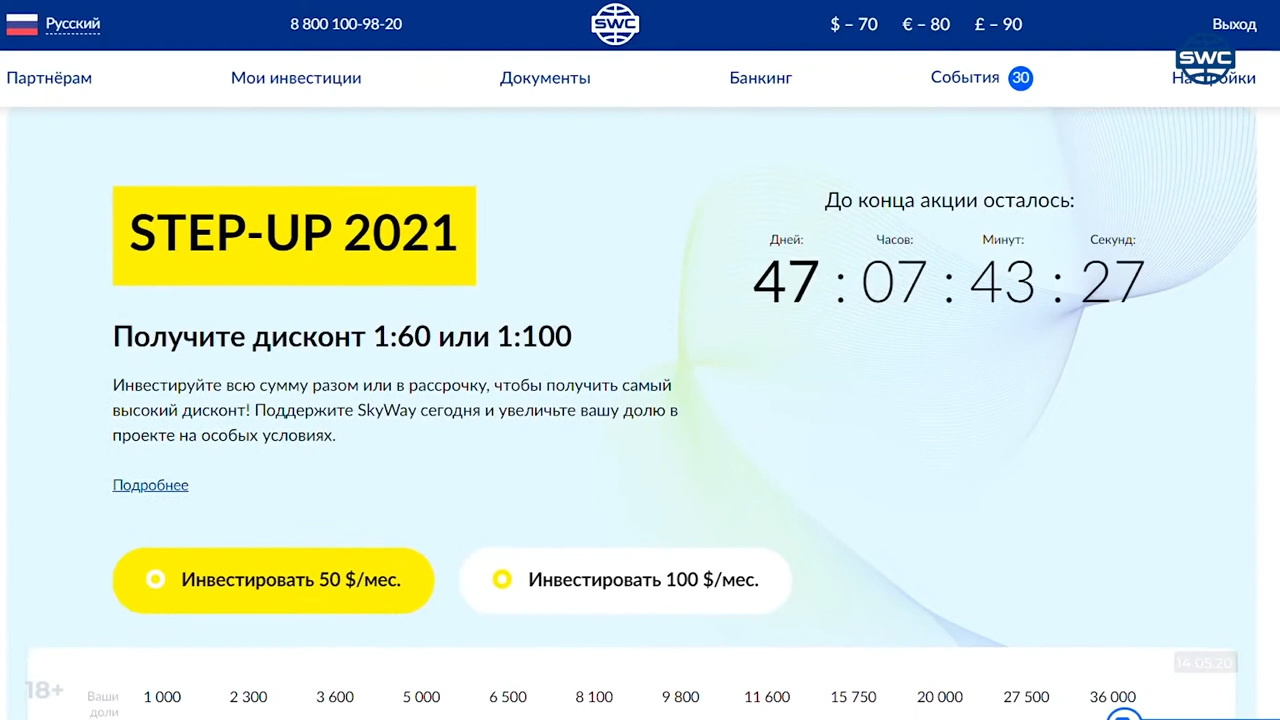 Русский
8 800 100-98-20
SWC
$ – 70 € – 80 £ – 90
Выход
SWC
Партнёрам
Мои инвестиции
Документы
Банкинг
События 30
Настройки
STEP-UP 2021
До конца акции осталось:
Дней: Часов: Минут: Секунд:
47 : 07 : 43 : 27
Получите дисконт 1:60 или 1:100
Инвестируйте всю сумму разом или в рассрочку, чтобы получить самый
высокий дисконт! Поддержите SkyWay сегодня и увеличьте вашу долю в
проекте на особых условиях.
Подробнее
Инвестировать 50 $/мес.
Инвестировать 100 $/мес.
14.05.20
18+
Ваши
доли
1 000 2 300 3 600 5 000 6 500 8 100 9 800 11 600 15 750 20 000 27 500 36 000